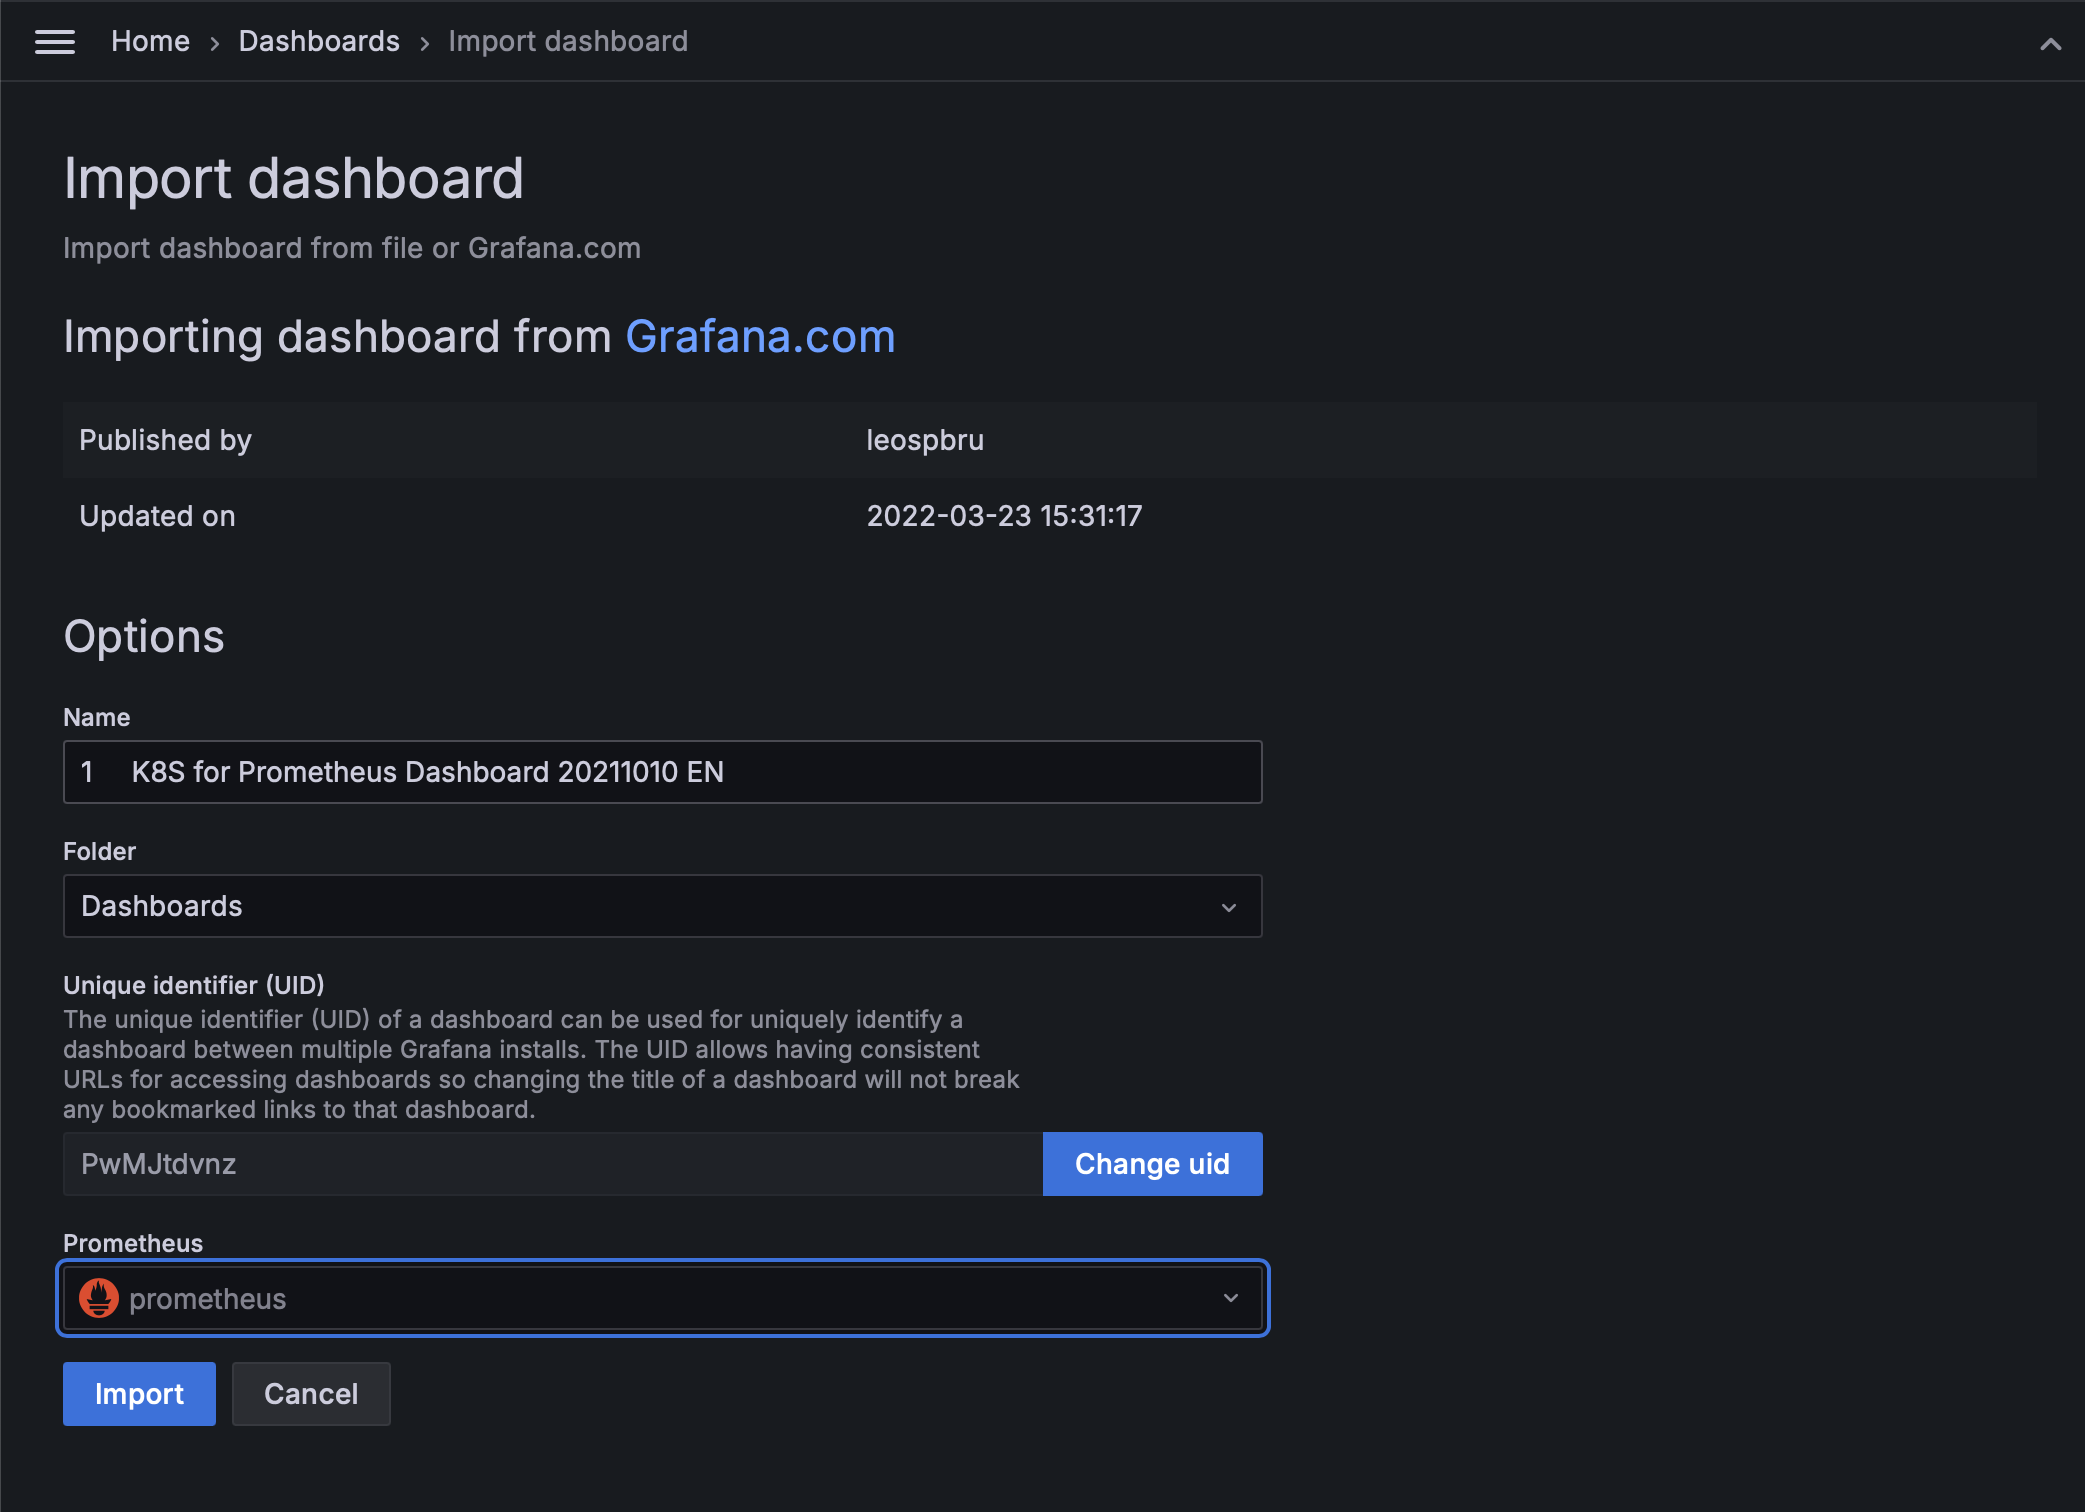 Home › Dashboards › Import dashboard
Import dashboard
Import dashboard from file or Grafana.com
Importing dashboard from Grafana.com
Published by leospbru
Updated on 2022-03-23 15:31:17
Options
Name
1 K8S for Prometheus Dashboard 20211010 EN
Folder
Dashboards
Unique identifier (UID)
The unique identifier (UID) of a dashboard can be used for uniquely identify a
dashboard between multiple Grafana installs. The UID allows having consistent
URLs for accessing dashboards so changing the title of a dashboard will not break
any bookmarked links to that dashboard.
PwMJtdvnz Change uid
Prometheus
prometheus
Import Cancel